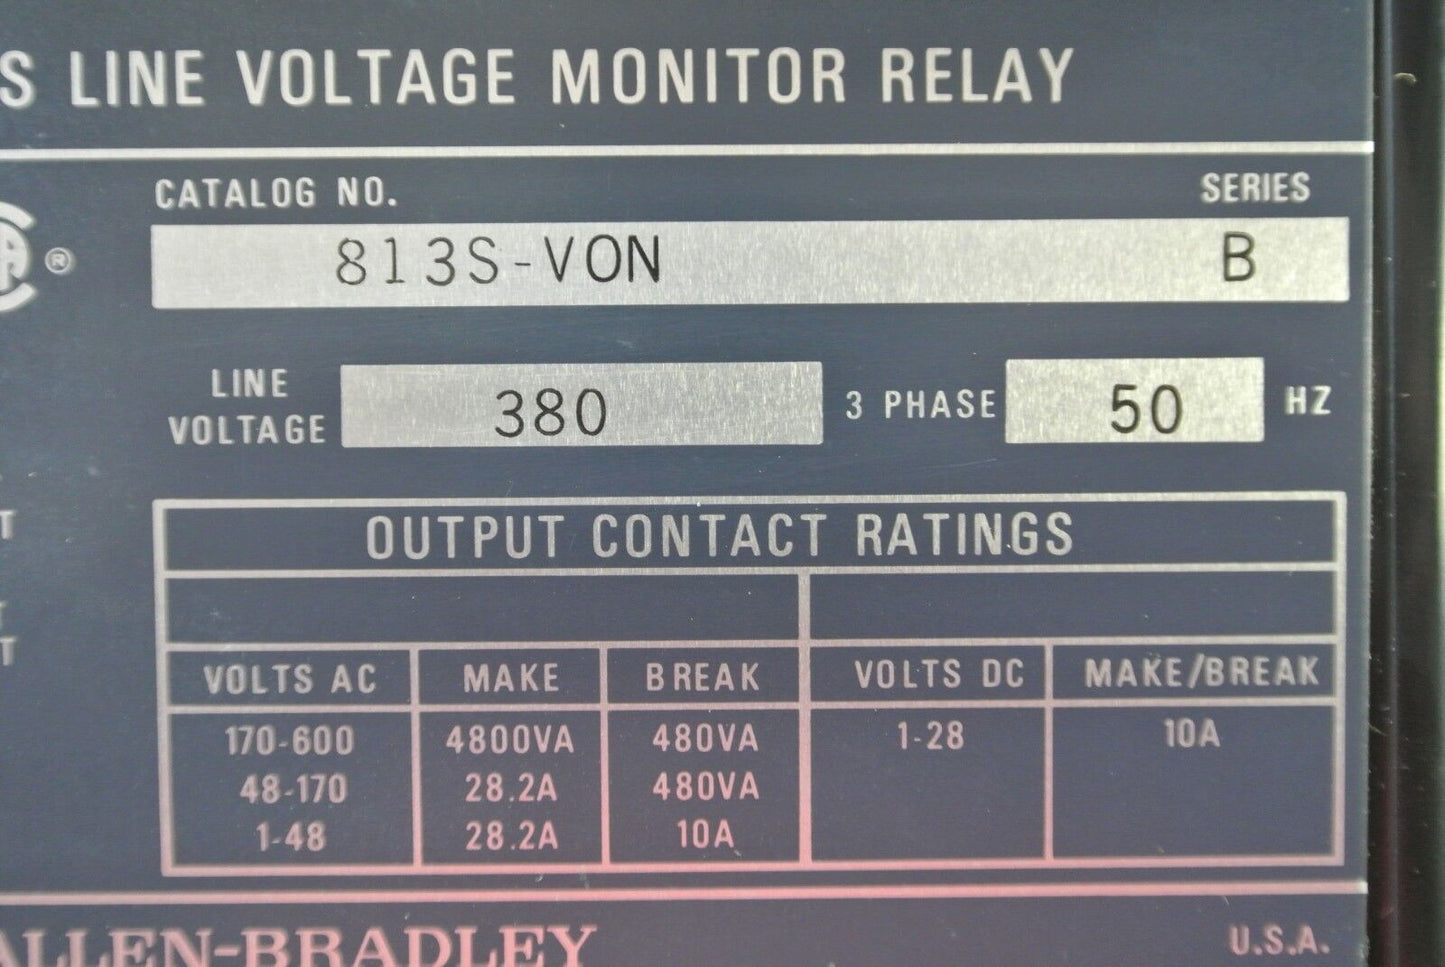 S LINE VOLTAGE MONITOR RELAY
CATALOG NO. SERIES
®
813S-VON B
LINE VOLTAGE 380 3 PHASE 50 HZ
OUTPUT CONTACT RATINGS
VOLTS AC MAKE BREAK VOLTS DC MAKE/BREAK
170-600 4800VA 480VA 1-28 10A
48-170 28.2A 480VA
1-48 28.2A 10A
T
T
ALLEN-BRADLEY U.S.A.